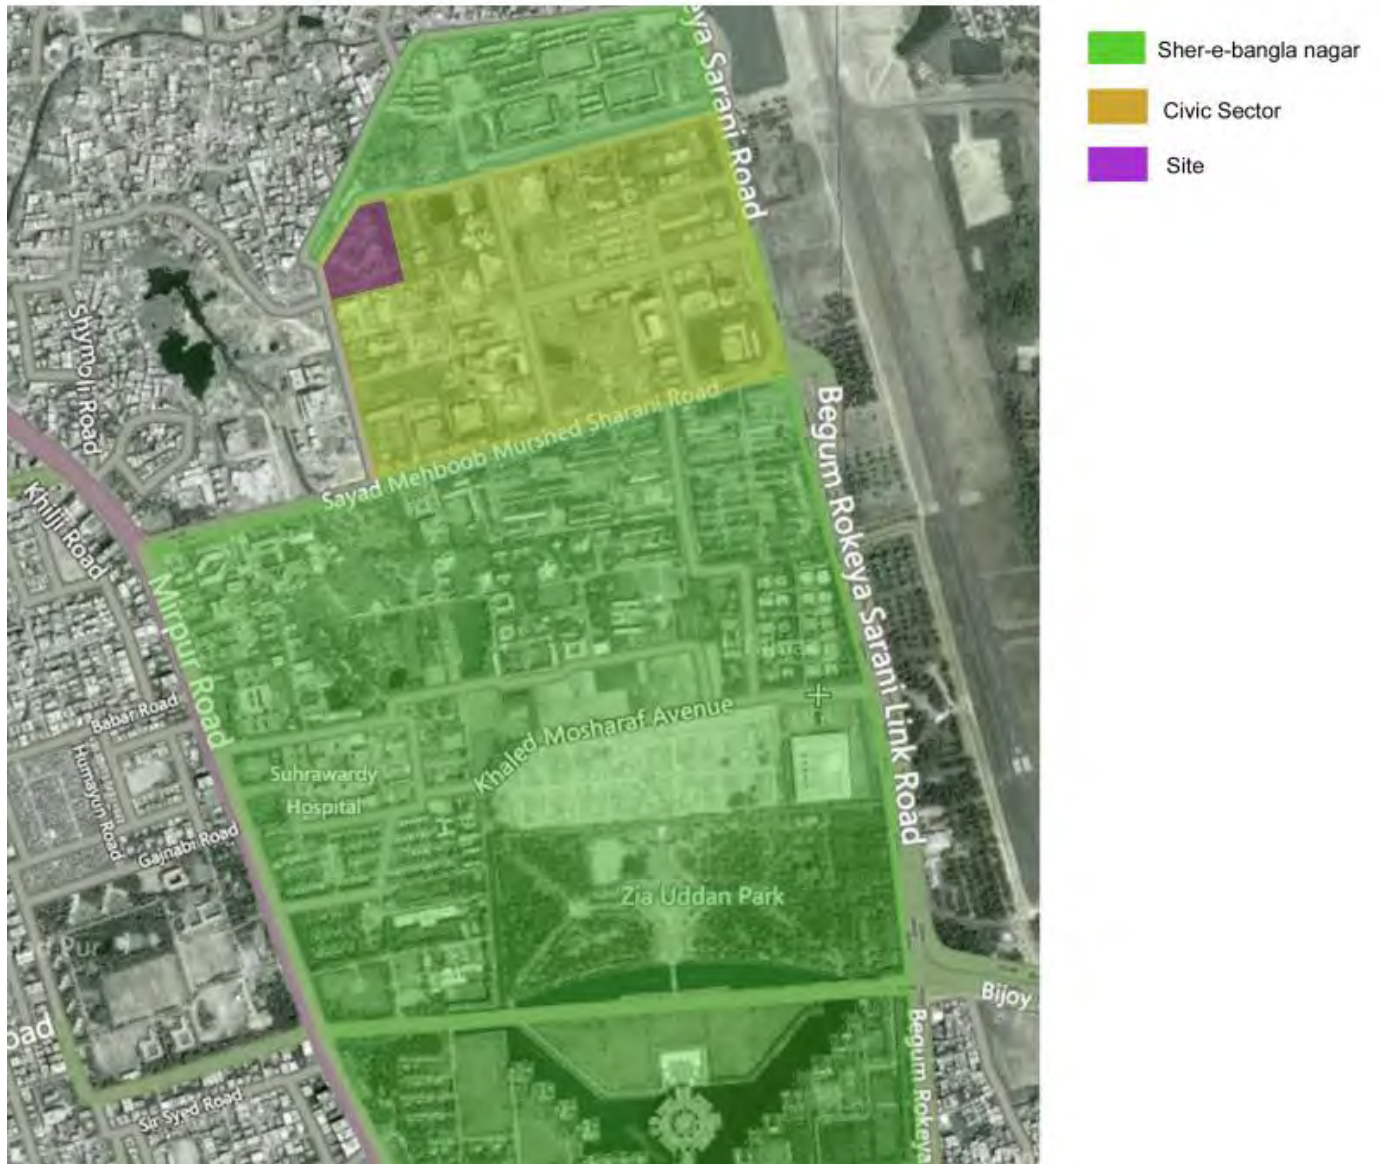 Sher-e-bangla nagar
Civic Sector
Site
Sarani Road
Shymoli Road
Khilji Road
Sayad Mehboob Murshed Sharani Road
Begum Rokeya Sarani Link Road
Mirpur Road
Babar Road
Humayun Road
Gajnabi Road
Suhrawardy
Hospital
Khaled Mosharaf Avenue
Zia Uddan Park
Pur
Sir Syed Road
Bijoy
Begum Rokeya